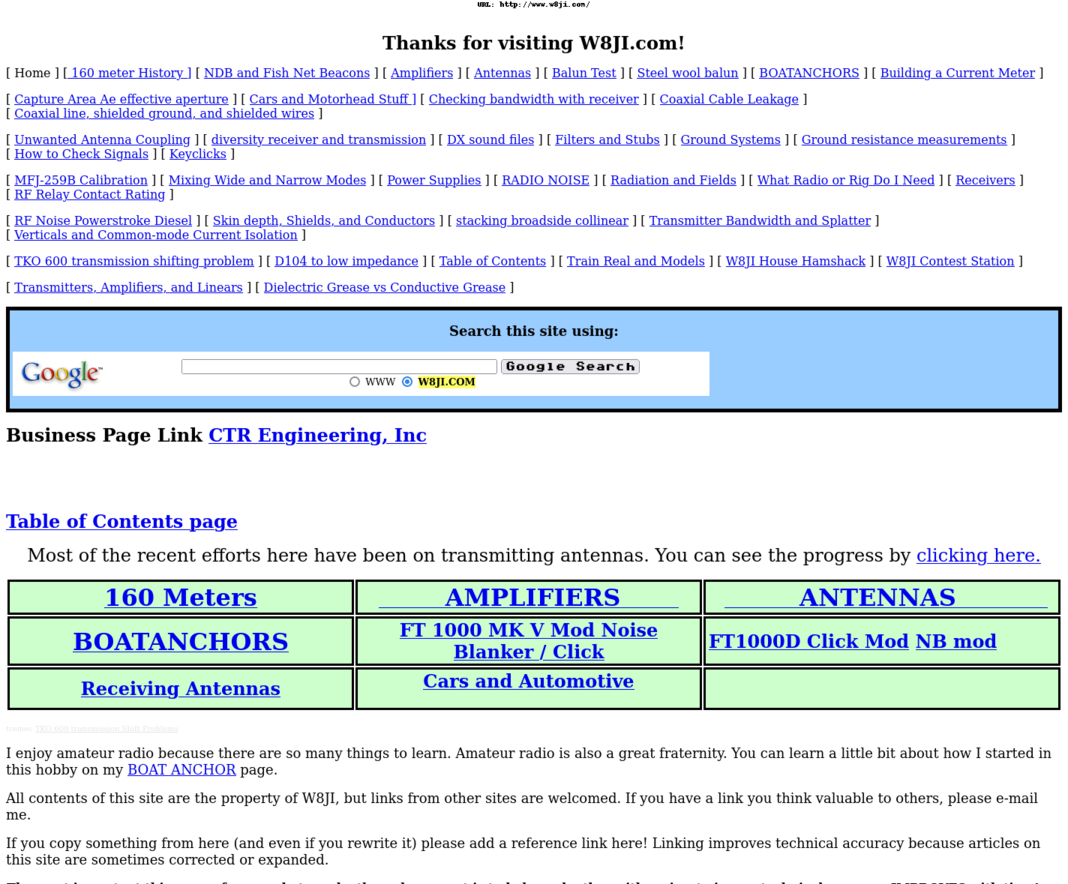 URL: http://www.w8ji.com/
Thanks for visiting W8JI.com!
[ Home ] [ 160 meter History ] [ NDB and Fish Net Beacons ] [ Amplifiers ] [ Antennas ] [ Balun Test ] [ Steel wool balun ] [ BOATANCHORS ] [ Building a Current Meter ]
[ Capture Area Ae effective aperture ] [ Cars and Motorhead Stuff ] [ Checking bandwidth with receiver ] [ Coaxial Cable Leakage ]
[ Coaxial line, shielded ground, and shielded wires ]
[ Unwanted Antenna Coupling ] [ diversity receiver and transmission ] [ DX sound files ] [ Filters and Stubs ] [ Ground Systems ] [ Ground resistance measurements ]
[ How to Check Signals ] [ Keyclicks ]
[ MFJ-259B Calibration ] [ Mixing Wide and Narrow Modes ] [ Power Supplies ] [ RADIO NOISE ] [ Radiation and Fields ] [ What Radio or Rig Do I Need ] [ Receivers ]
[ RF Relay Contact Rating ]
[ RF Noise Powerstroke Diesel ] [ Skin depth, Shields, and Conductors ] [ stacking broadside collinear ] [ Transmitter Bandwidth and Splatter ]
[ Verticals and Common-mode Current Isolation ]
[ TKO 600 transmission shifting problem ] [ D104 to low impedance ] [ Table of Contents ] [ Train Real and Models ] [ W8JI House Hamshack ] [ W8JI Contest Station ]
[ Transmitters, Amplifiers, and Linears ] [ Dielectric Grease vs Conductive Grease ]
Search this site using:
Google™ Google Search
WWW W8JI.COM
Business Page Link CTR Engineering, Inc
Table of Contents page
Most of the recent efforts here have been on transmitting antennas. You can see the progress by clicking here.
160 Meters AMPLIFIERS ANTENNAS
BOATANCHORS FT 1000 MK V Mod Noise Blanker / Click FT1000D Click Mod NB mod
Receiving Antennas Cars and Automotive
TKO 600 transmission Shift Problems
I enjoy amateur radio because there are so many things to learn. Amateur radio is also a great fraternity. You can learn a little bit about how I started in
this hobby on my BOAT ANCHOR page.
All contents of this site are the property of W8JI, but links from other sites are welcomed. If you have a link you think valuable to others, please e-mail
me.
If you copy something from here (and even if you rewrite it) please add a reference link here! Linking improves technical accuracy because articles on
this site are sometimes corrected or expanded.